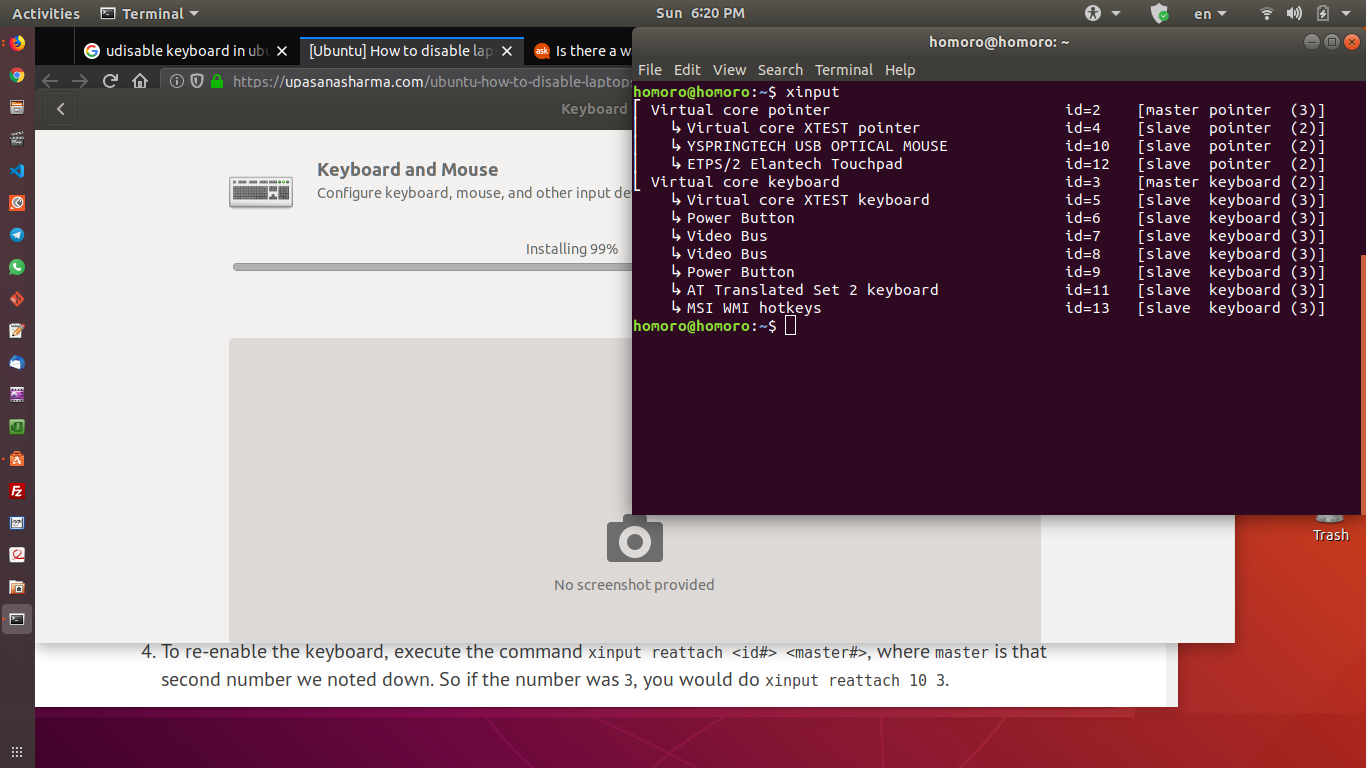 Activities
Terminal
Sun 6:20 PM
en
udisable keyboard in ub
[Ubuntu] How to disable lap
Is there a w
https://upasanasharma.com/ubuntu-how-to-disable-laptop
Keyboard
Keyboard and Mouse
Configure keyboard, mouse, and other input de
Installing 99%
No screenshot provided
homoro@homoro: ~
File Edit View Search Terminal Help
homoro@homoro:~$ xinput
⎡ Virtual core pointer id=2 [master pointer (3)]
⎜ ↳ Virtual core XTEST pointer id=4 [slave pointer (2)]
⎜ ↳ YSPRINGTECH USB OPTICAL MOUSE id=10 [slave pointer (2)]
⎜ ↳ ETPS/2 Elantech Touchpad id=12 [slave pointer (2)]
⎣ Virtual core keyboard id=3 [master keyboard (2)]
↳ Virtual core XTEST keyboard id=5 [slave keyboard (3)]
↳ Power Button id=6 [slave keyboard (3)]
↳ Video Bus id=7 [slave keyboard (3)]
↳ Video Bus id=8 [slave keyboard (3)]
↳ Power Button id=9 [slave keyboard (3)]
↳ AT Translated Set 2 keyboard id=11 [slave keyboard (3)]
↳ MSI WMI hotkeys id=13 [slave keyboard (3)]
homoro@homoro:~$
Trash
4. To re-enable the keyboard, execute the command xinput reattach <id#> <master#>, where master is that
second number we noted down. So if the number was 3, you would do xinput reattach 10 3.